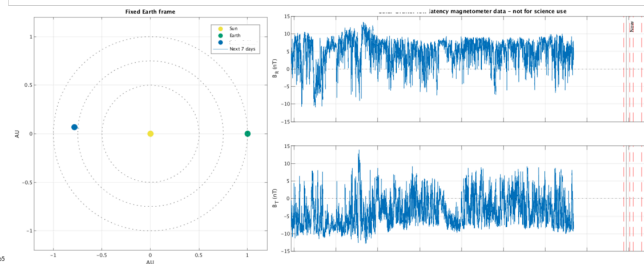 Fixed Earth frame
Sun
Earth
Next 7 days
1
0.5
0
-0.5
-1
AU
-1
-0.5
0
0.5
1
AU
latency magnetometer data – not for science use
Now
15
10
5
0
-5
-10
-15
B_R (nT)
15
10
5
0
-5
-10
-15
B_T (nT)